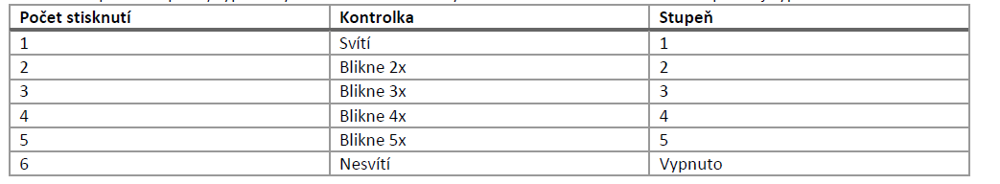 Počet stisknutí Kontrolka Stupeň
1 Svítí 1
2 Blikne 2x 2
3 Blikne 3x 3
4 Blikne 4x 4
5 Blikne 5x 5
6 Nesvítí Vypnuto